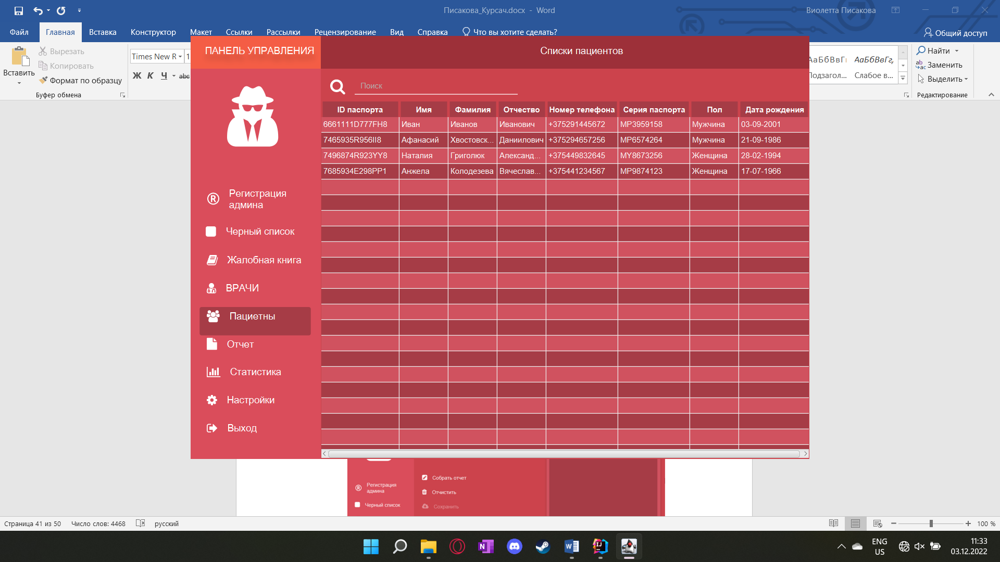 Писакова_Курсач.docx - Word
Виолетта Писакова
Файл
Главная
Вставка
Конструктор
Макет
Ссылки
Рассылки
Рецензирование
Вид
Справка
Что вы хотите сделать?
Общий доступ
Вставить
Вырезать
Копировать
Формат по образцу
Буфер обмена
Times New R
1
Ж К Ч abc
АаБбВвГг
АаБбВвГг,
Подзагол...
Слабое в...
Найти
Заменить
Выделить
Редактирование
ПАНЕЛЬ УПРАВЛЕНИЯ
Списки пациентов
Поиск
Регистрация
админа
Черный список
Жалобная книга
ВРАЧИ
Пациетны
Отчет
Статистика
Настройки
Выход
ID паспорта Имя Фамилия Отчество Номер телефона Серия паспорта Пол Дата рождения
6661111D777FH8 Иван Иванов Иванович +375291445672 MP3959158 Мужчина 03-09-2001
7465935R956II8 Афанасий Хвостовск... Даниилович +375294657256 MP6574264 Мужчина 21-09-1986
7496874R923YY8 Наталия Григолюк Александ... +375449832645 MY8673256 Женщина 28-02-1994
7685934E298PP1 Анжела Колодезева Вячеслав... +375441234567 MP9874123 Женщина 17-07-1966
Регистрация
админа
Черный список
Собрать отчет
Отчистить
Сохранить
Страница 41 из 50
Число слов: 4468
русский
100 %
ENG
US
11:33
03.12.2022